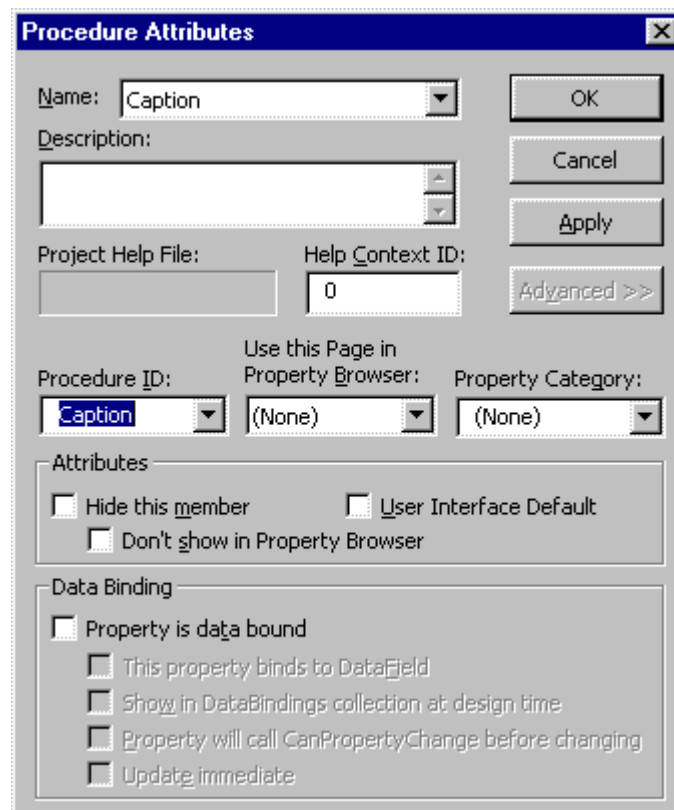 Procedure Attributes
Name: Caption
OK
Description:
Cancel
Apply
Project Help File:
Help Context ID:
0
Advanced >>
Procedure ID:
Use this Page in
Property Browser:
Property Category:
Caption
(None)
(None)
Attributes
Hide this member
User Interface Default
Don't show in Property Browser
Data Binding
Property is data bound
This property binds to DataField
Show in DataBindings collection at design time
Property will call CanPropertyChange before changing
Update immediate